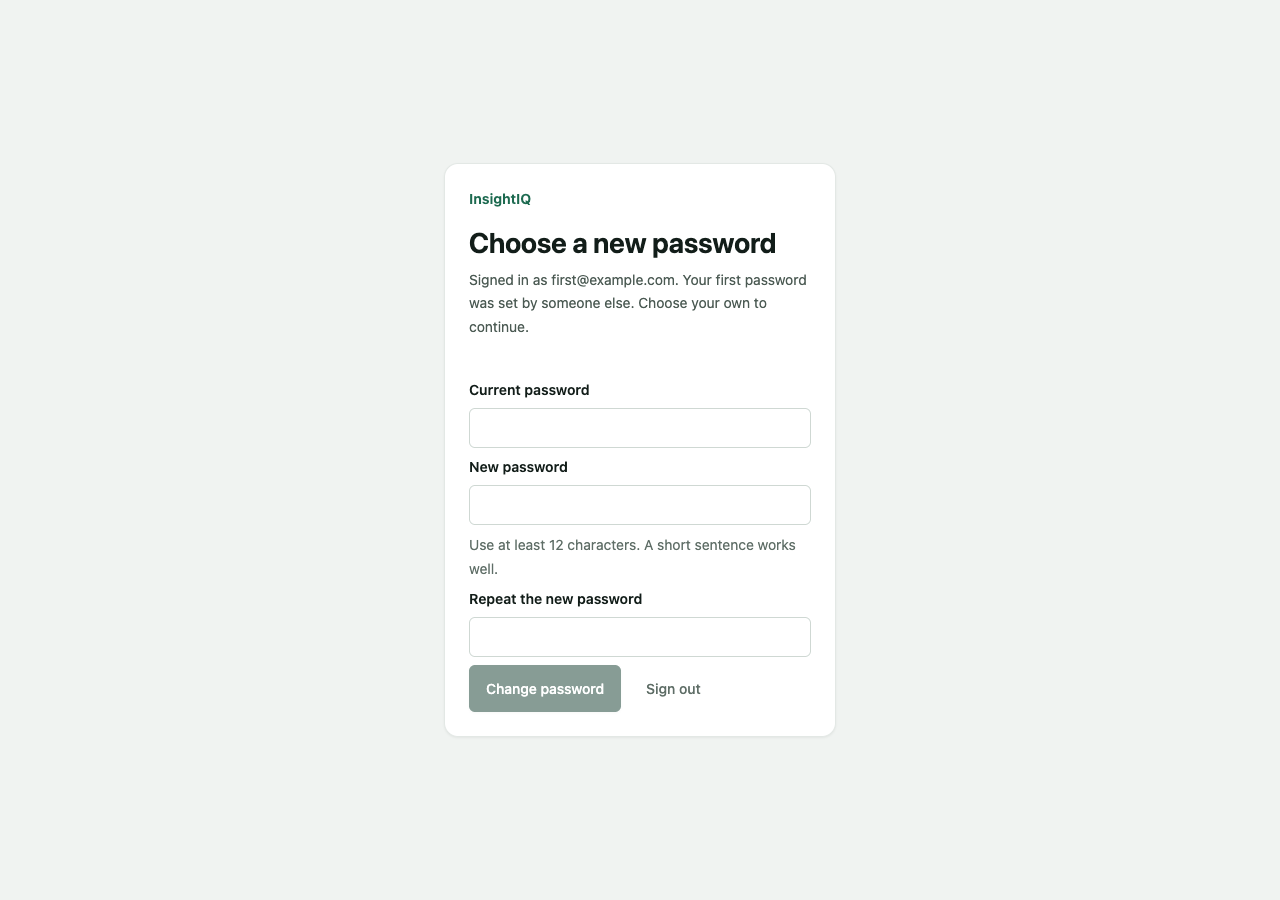 InsightIQ
Choose a new password
Signed in as first@example.com. Your first password
was set by someone else. Choose your own to
continue.
Current password
New password
Use at least 12 characters. A short sentence works
well.
Repeat the new password
Change password Sign out